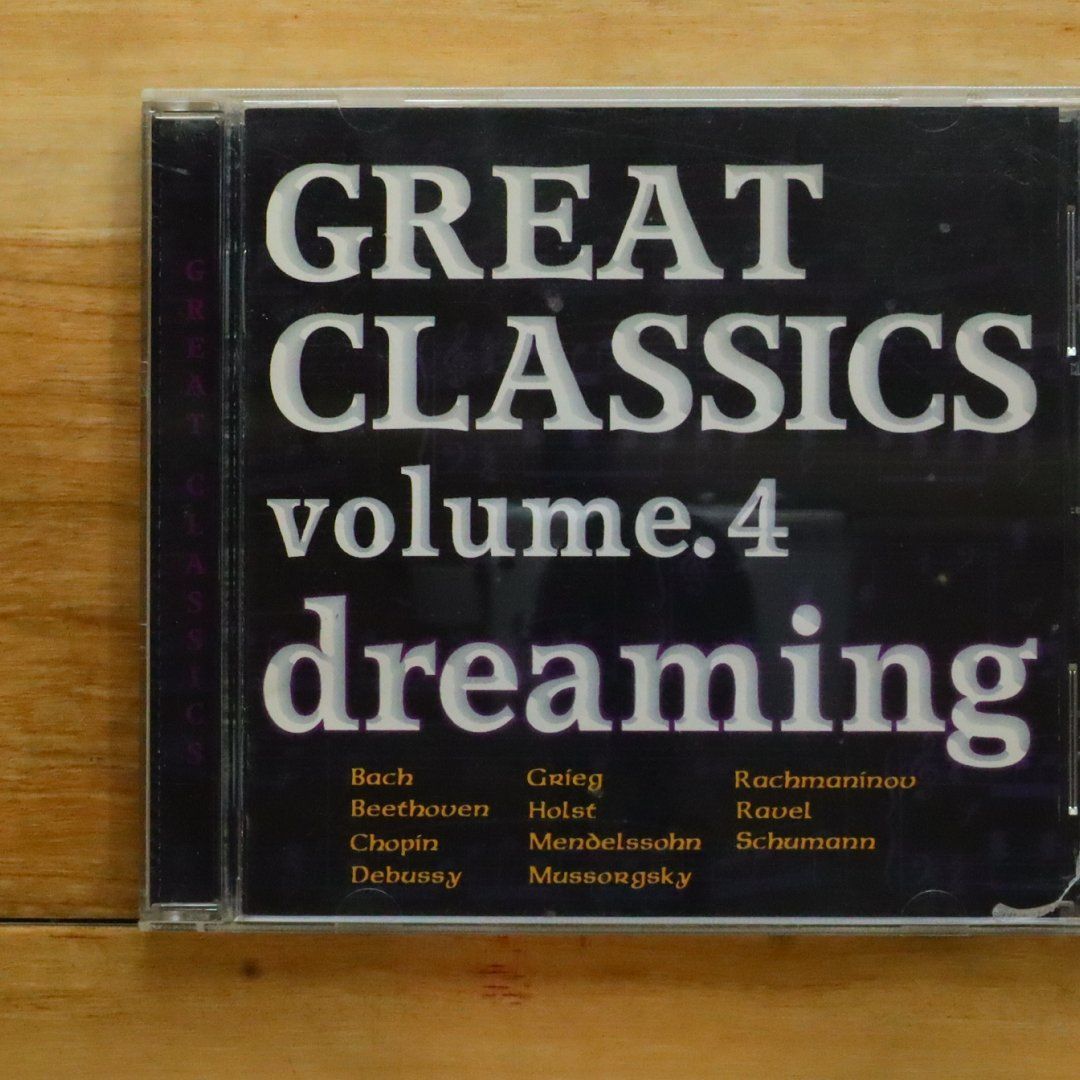 GREAT CLASSICS
GREAT
CLASSICS
volume.4
dreaming
Bach
Beethoven
Chopin
Debussy
Grieg
Holst
Mendelssohn
Mussorgsky
Rachmaninov
Ravel
Schumann